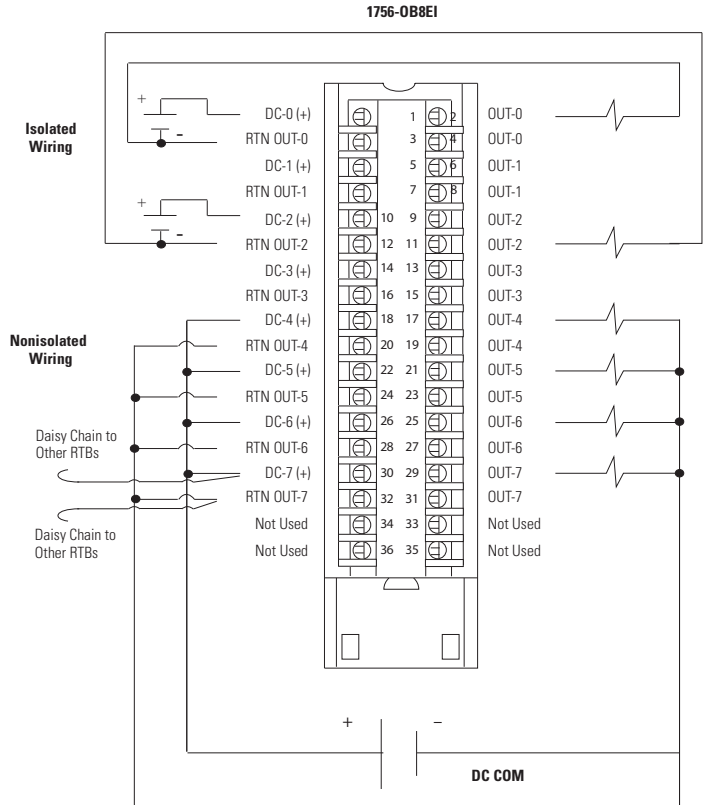 1756-OB8EI
+
DC-0 (+) 1 2 OUT-0
Isolated
Wiring
-
RTN OUT-0 3 4 OUT-0
DC-1 (+) 5 6 OUT-1
RTN OUT-1 7 8 OUT-1
+
DC-2 (+) 10 9 OUT-2
-
RTN OUT-2 12 11 OUT-2
DC-3 (+) 14 13 OUT-3
RTN OUT-3 16 15 OUT-3
DC-4 (+) 18 17 OUT-4
Nonisolated
Wiring
RTN OUT-4 20 19 OUT-4
DC-5 (+) 22 21 OUT-5
RTN OUT-5 24 23 OUT-5
DC-6 (+) 26 25 OUT-6
Daisy Chain to
Other RTBs
RTN OUT-6 28 27 OUT-6
DC-7 (+) 30 29 OUT-7
RTN OUT-7 32 31 OUT-7
Daisy Chain to
Other RTBs
Not Used 34 33 Not Used
Not Used 36 35 Not Used
+ −
DC COM